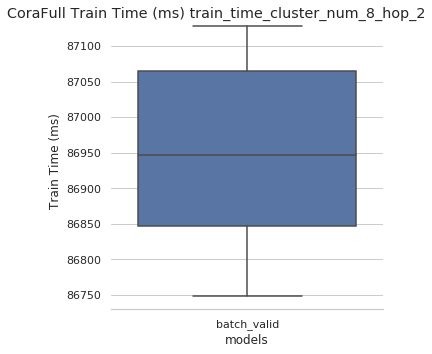 CoraFull Train Time (ms) train_time_cluster_num_8_hop_2
87100
87050
87000
86950
86900
86850
86800
86750
Train Time (ms)
batch_valid
models